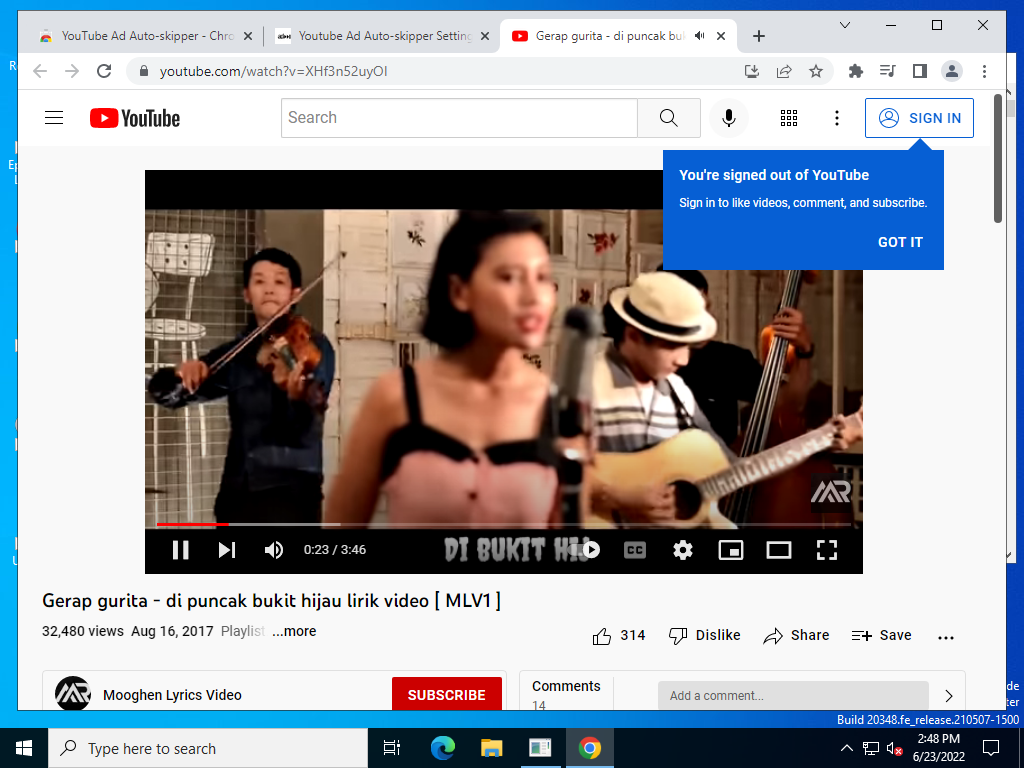 YouTube Ad Auto-skipper - Chro
Youtube Ad Auto-skipper Setting
Gerap gurita - di puncak bu
youtube.com/watch?v=XHf3n52uyOI
YouTube
Search
SIGN IN
You're signed out of YouTube
Sign in to like videos, comment, and subscribe.
GOT IT
MR
DI BUKIT HIJ
0:23 / 3:46
CC
Gerap gurita - di puncak bukit hijau lirik video [ MLV1 ]
32,480 views Aug 16, 2017 Playlist ...more
314 Dislike Share Save
Mooghen Lyrics Video
SUBSCRIBE
Comments
14
Add a comment...
Build 20348.fe_release.210507-1500
Type here to search
2:48 PM
6/23/2022